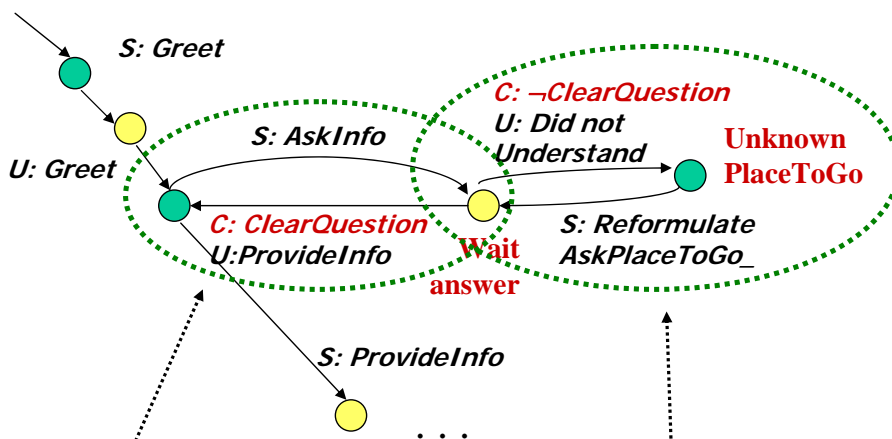 S: Greet
U: Greet
S: AskInfo
C: ¬ClearQuestion
U: Did not
Understand
Unknown
PlaceToGo
C: ClearQuestion
U:ProvideInfo
Wait
answer
S: Reformulate
AskPlaceToGo_
S: ProvideInfo
. . .